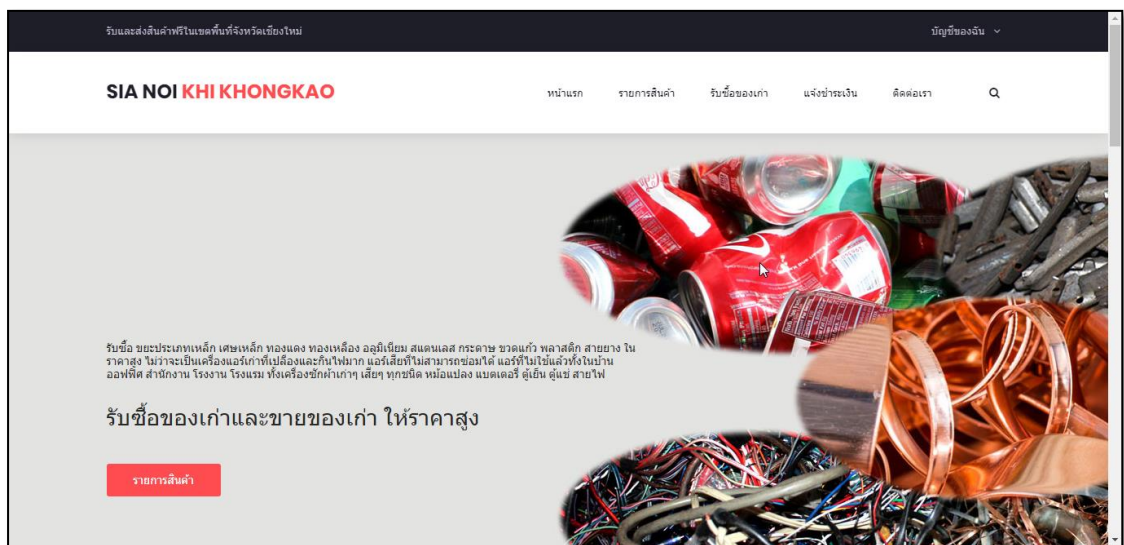 รับและส่งสินค้าฟรีในเขตพื้นที่จังหวัดเชียงใหม่
บัญชีของฉัน
SIA NOI KHI KHONGKAO
หน้าแรก
รายการสินค้า
รับซื้อของเก่า
แจ้งชำระเงิน
ติดต่อเรา
รับซื้อ ขยะประเภทเหล็ก เศษเหล็ก ทองแดง ทองเหลือง อลูมิเนียม สแตนเลส กระดาษ ขวดแก้ว พลาสติก สายยาง ใน
ราคาสูง ไม่ว่าจะเป็นเครื่องแอร์เก่าที่เปลืองและกินไฟมาก แอร์เสียที่ไม่สามารถซ่อมได้ แอร์ที่ไม่ใช้แล้วทั้งในบ้าน
ออฟฟิศ สำนักงาน โรงงาน โรงแรม ทั้งเครื่องซักผ้าเก่าๆ เสียๆ ทุกชนิด หม้อแปลง แบตเตอรี่ ตู้เย็น ตู้แช่ สายไฟ
รับซื้อของเก่าและขายของเก่า ให้ราคาสูง
รายการสินค้า